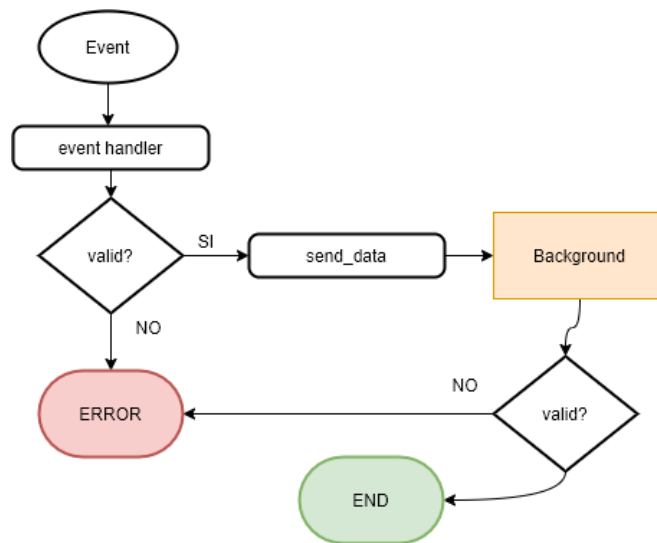 Event
event handler
valid?
SI
send_data
Background
NO
ERROR
NO
valid?
END